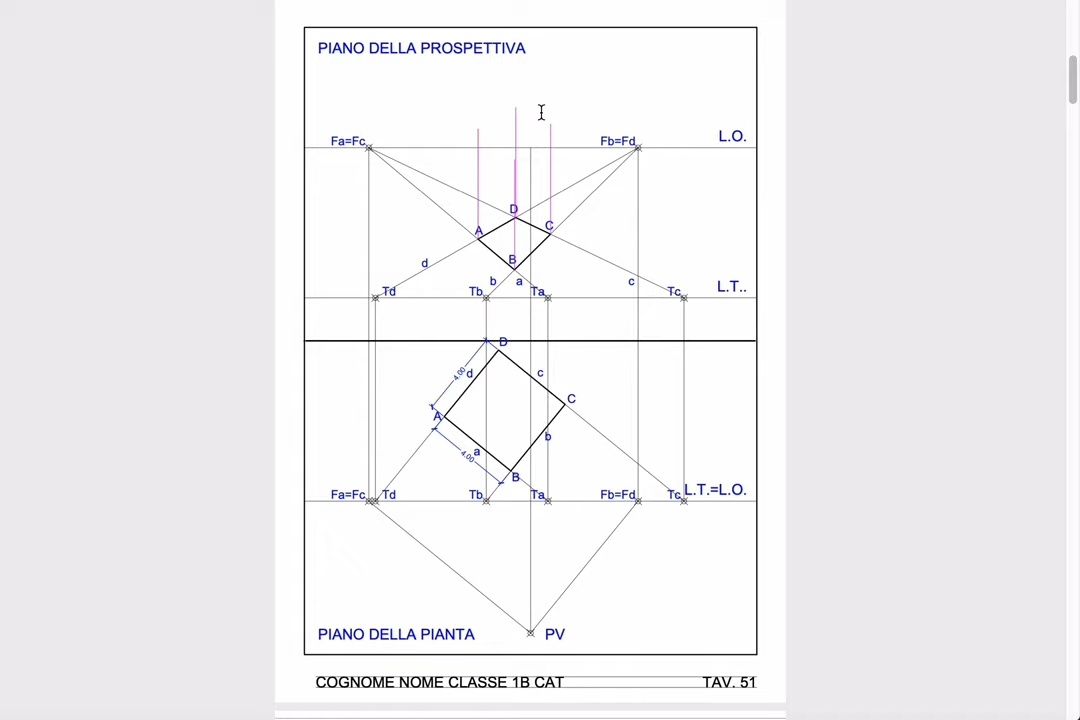 PIANO DELLA PROSPETTIVA
L.O.
Fa=Fc
Fb=Fd
D
A
C
B
d
b
a
c
Td
Tb
Ta
Tc
L.T..
D
4.00
d
c
A
C
b
a
4.00
B
L.T.=L.O.
Fa=Fc
Td
Tb
Ta
Fb=Fd
Tc
PIANO DELLA PIANTA
PV
COGNOME NOME CLASSE 1B CAT
TAV. 51